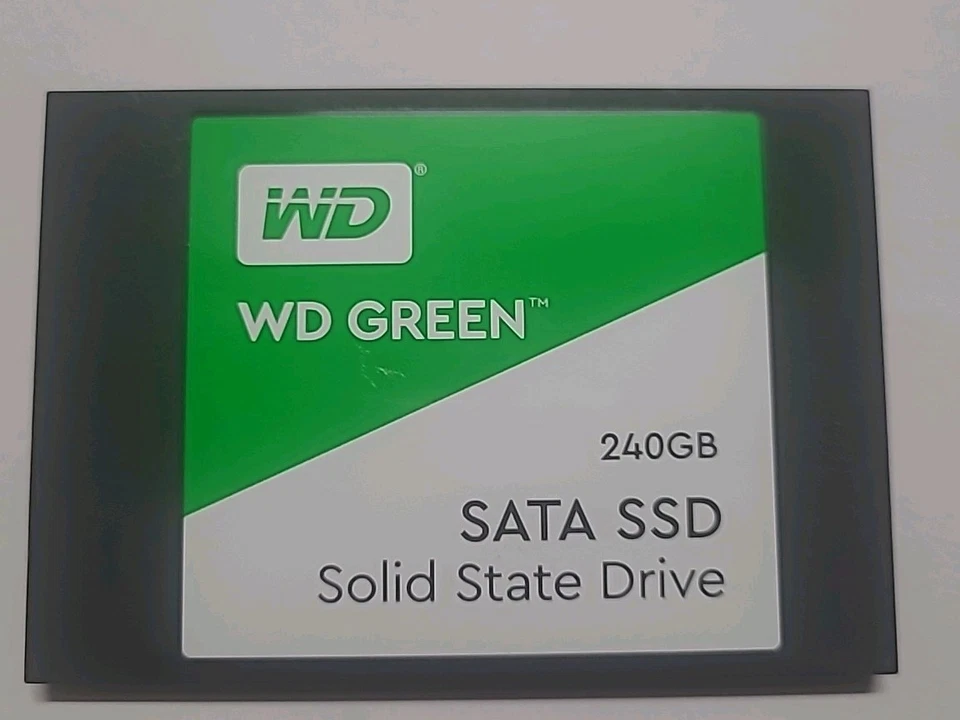 WD®
WD GREEN™
240GB
SATA SSD
Solid State Drive